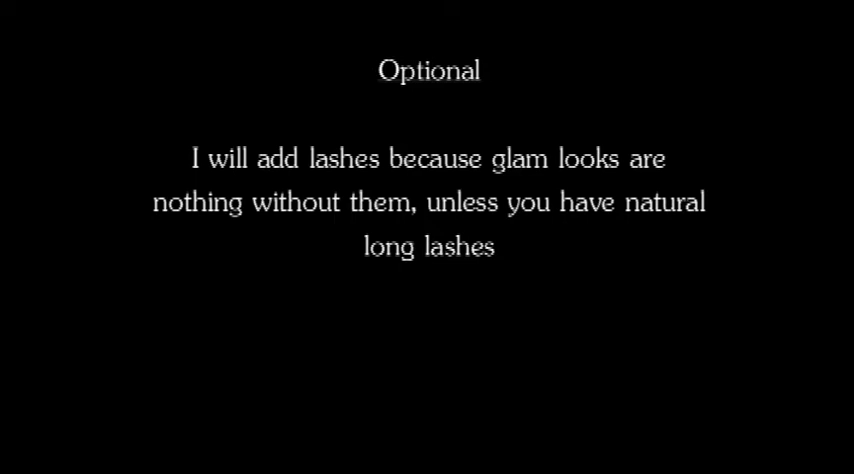 Optional
I will add lashes because glam looks are
nothing without them, unless you have natural
long lashes